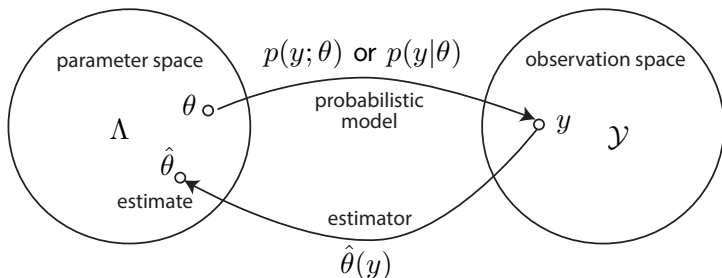 parameter space
Λ
θ
θ̂
estimate
p(y; θ) or p(y|θ)
probabilistic
model
estimator
θ̂(y)
observation space
y
𝒴